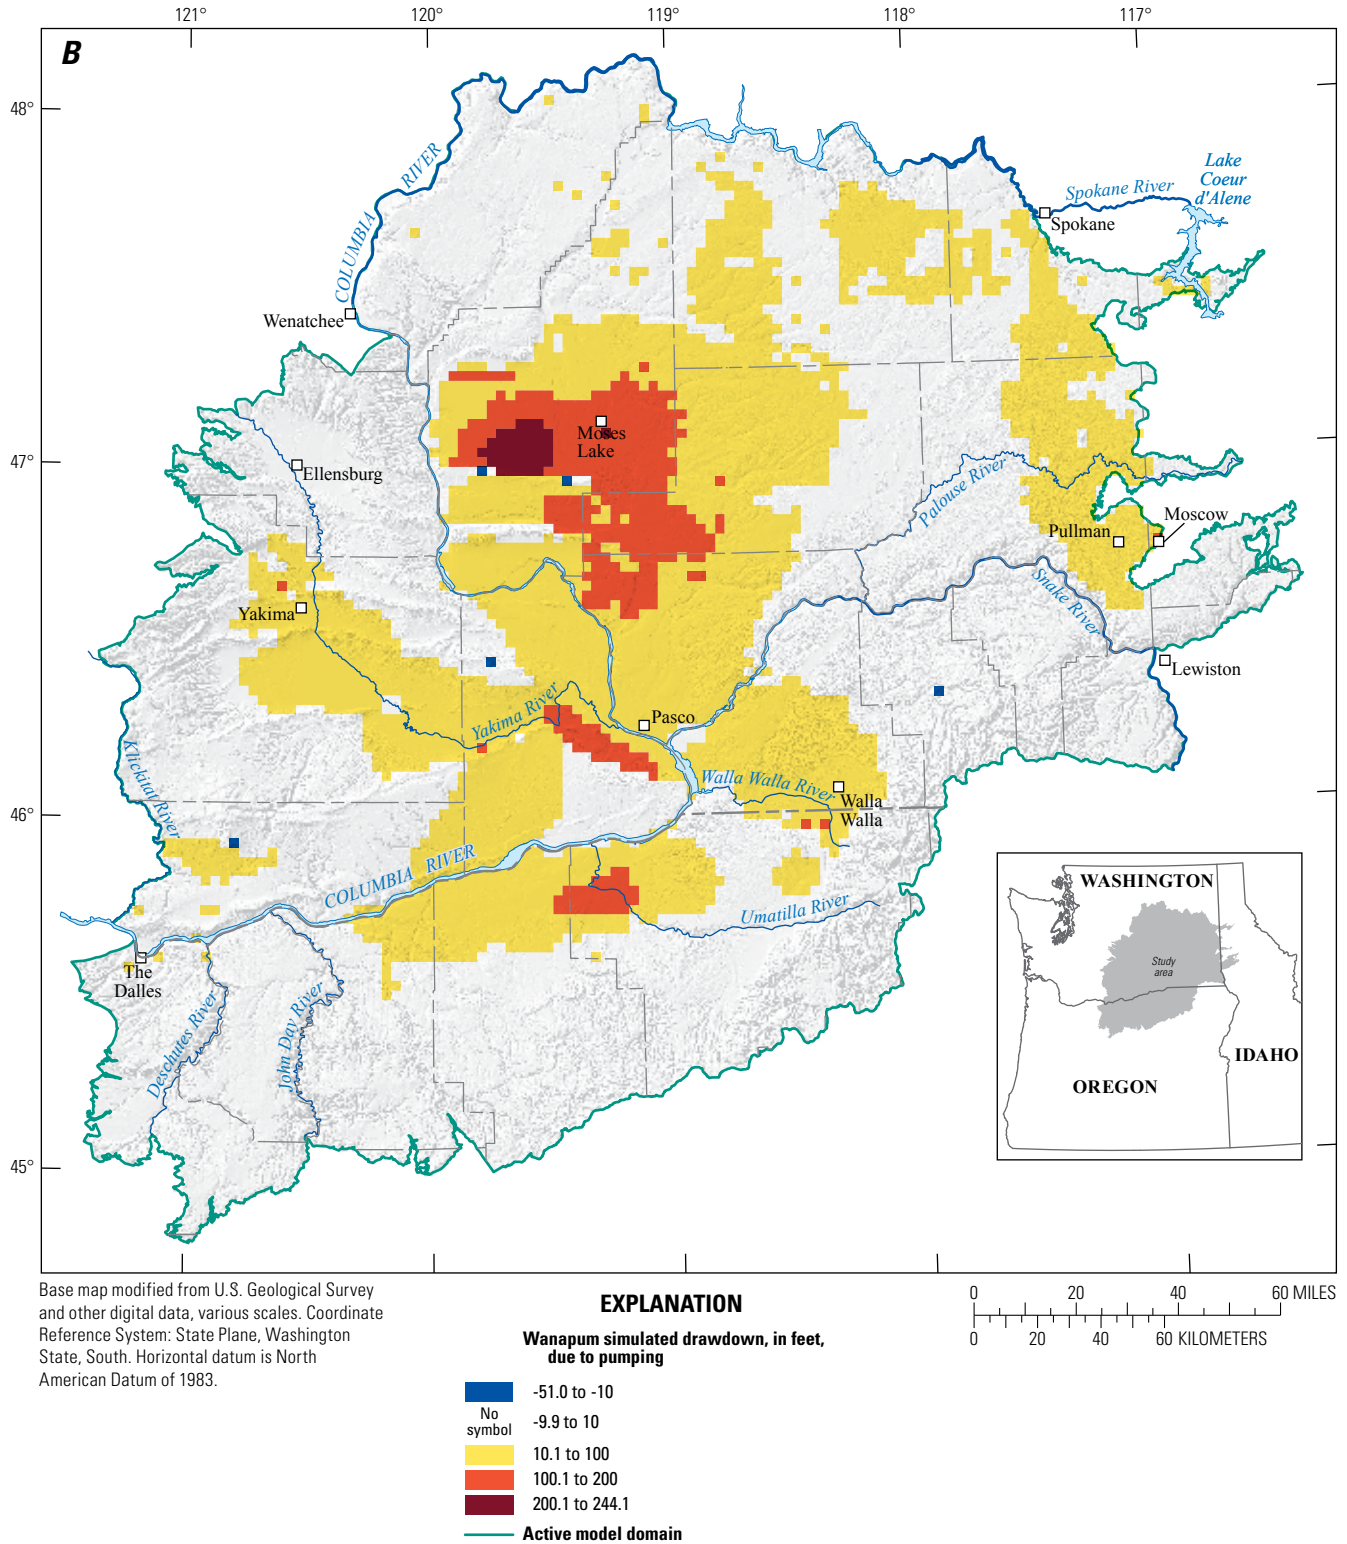 121°
120°
119°
118°
117°
B
48°
47°
46°
45°
COLUMBIA RIVER
Lake
Coeur
d'Alene
Spokane River
Spokane
Wenatchee
Moses
Lake
Ellensburg
Palouse River
Pullman
Moscow
Yakima
Snake River
Lewiston
Yakima River
Pasco
Klickitat River
Walla Walla River
Walla
Walla
COLUMBIA RIVER
Umatilla River
The
Dalles
Deschutes River
John Day River
WASHINGTON
Study
area
IDAHO
OREGON
Base map modified from U.S. Geological Survey
and other digital data, various scales. Coordinate
Reference System: State Plane, Washington
State, South. Horizontal datum is North
American Datum of 1983.
EXPLANATION
Wanapum simulated drawdown, in feet,
due to pumping
-51.0 to -10
No
symbol
-9.9 to 10
10.1 to 100
100.1 to 200
200.1 to 244.1
Active model domain
0 20 40 60 MILES
0 20 40 60 KILOMETERS